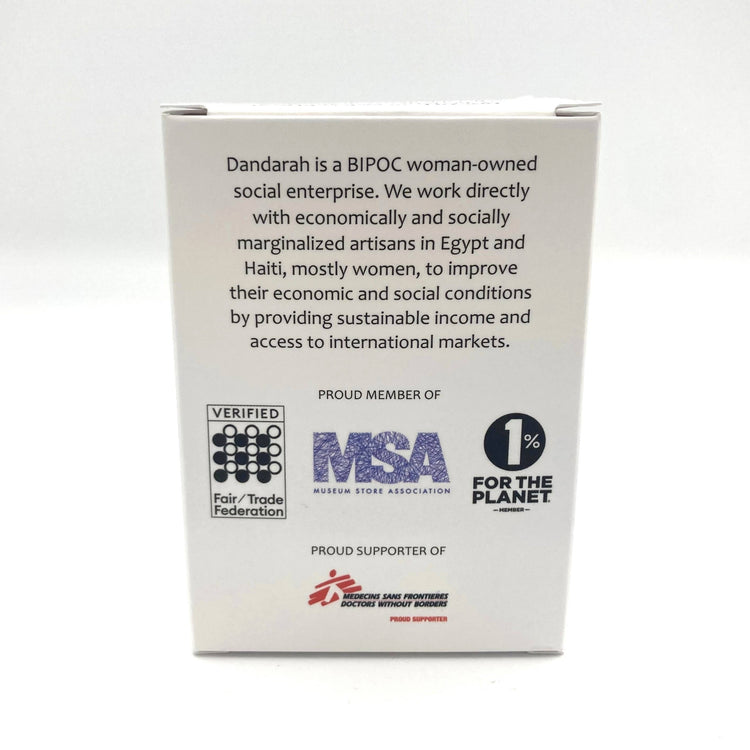 Dandarah is a BIPOC woman-owned
social enterprise. We work directly
with economically and socially
marginalized artisans in Egypt and
Haiti, mostly women, to improve
their economic and social conditions
by providing sustainable income and
access to international markets.
PROUD MEMBER OF
VERIFIED
Fair/Trade
Federation
MSA
MUSEUM STORE ASSOCIATION
1%
FOR THE
PLANET
MEMBER
PROUD SUPPORTER OF
MEDECINS SANS FRONTIERES
DOCTORS WITHOUT BORDERS
PROUD SUPPORTER